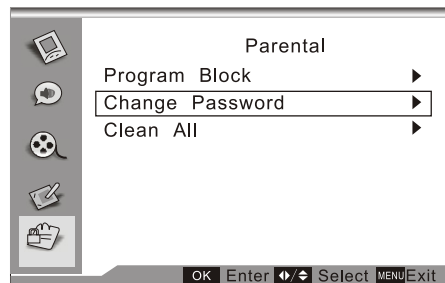 Parental
Program Block
Change Password
Clean All
OK Enter / Select MENU Exit